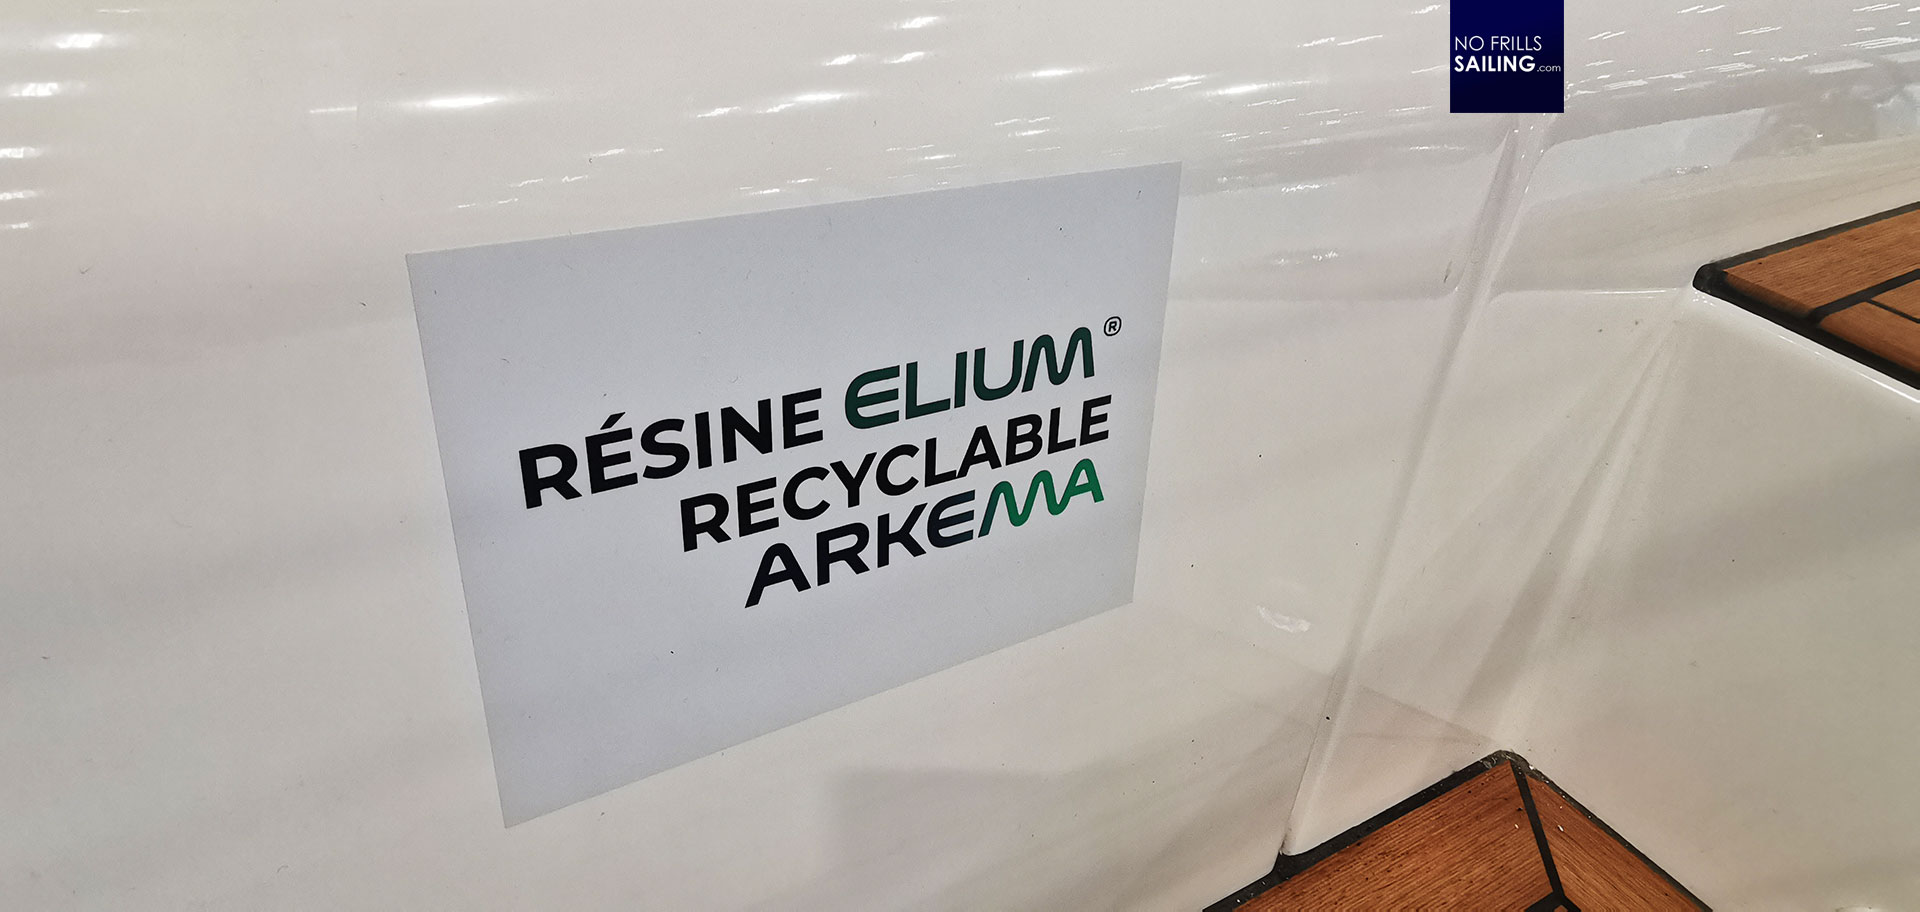 NO FRILLS
SAILING.com
RÉSINE ELIUM®
RECYCLABLE
ARKEMA